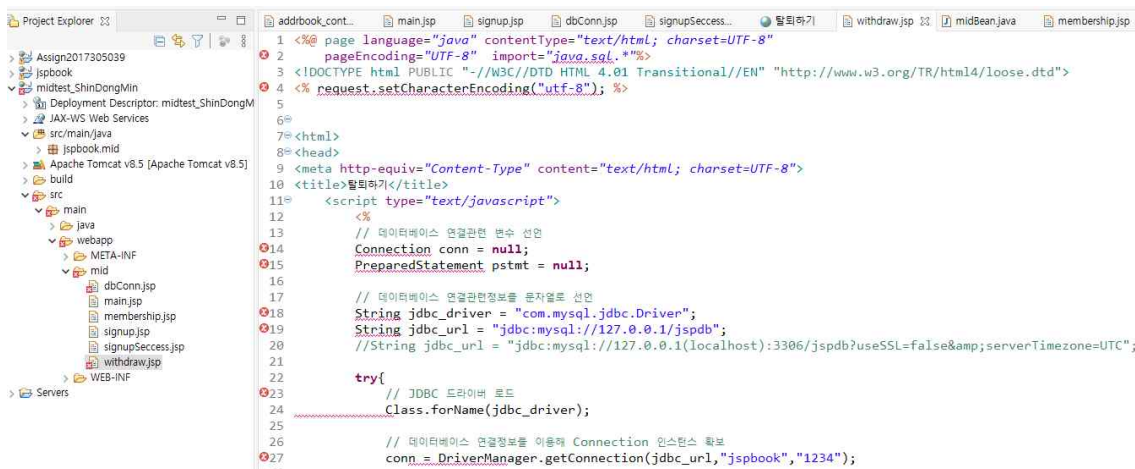 Project Explorer
Assign2017305039
jspbook
midtest_ShinDongMin
Deployment Descriptor: midtest_ShinDongM
JAX-WS Web Services
src/main/java
jspbook.mid
Apache Tomcat v8.5 [Apache Tomcat v8.5]
build
src
main
java
webapp
META-INF
mid
dbConn.jsp
main.jsp
membership.jsp
signup.jsp
signupSeccess.jsp
withdraw.jsp
WEB-INF
Servers
addrbook_cont... main.jsp signup.jsp dbConn.jsp signupSeccess... 탈퇴하기 withdraw.jsp midBean.java membership.jsp
1 <%@ page language="java" contentType="text/html; charset=UTF-8"
2 pageEncoding="UTF-8" import="java.sql.*"%>
3 <!DOCTYPE html PUBLIC "-//W3C//DTD HTML 4.01 Transitional//EN" "http://www.w3.org/TR/html4/loose.dtd">
4 <% request.setCharacterEncoding("utf-8"); %>
5
6
7 <html>
8 <head>
9 <meta http-equiv="Content-Type" content="text/html; charset=UTF-8">
10 <title>탈퇴하기</title>
11 <script type="text/javascript">
12 <%
13 // 데이터베이스 연결관련 변수 선언
14 Connection conn = null;
15 PreparedStatement pstmt = null;
16
17 // 데이터베이스 연결관련정보를 문자열로 선언
18 String jdbc_driver = "com.mysql.jdbc.Driver";
19 String jdbc_url = "jdbc:mysql://127.0.0.1/jspdb";
20 //String jdbc_url = "jdbc:mysql://127.0.0.1(localhost):3306/jspdb?useSSL=false&amp;serverTimezone=UTC";
21
22 try{
23 // JDBC 드라이버 로드
24 Class.forName(jdbc_driver);
25
26 // 데이터베이스 연결정보를 이용해 Connection 인스턴스 확보
27 conn = DriverManager.getConnection(jdbc_url,"jspbook","1234");